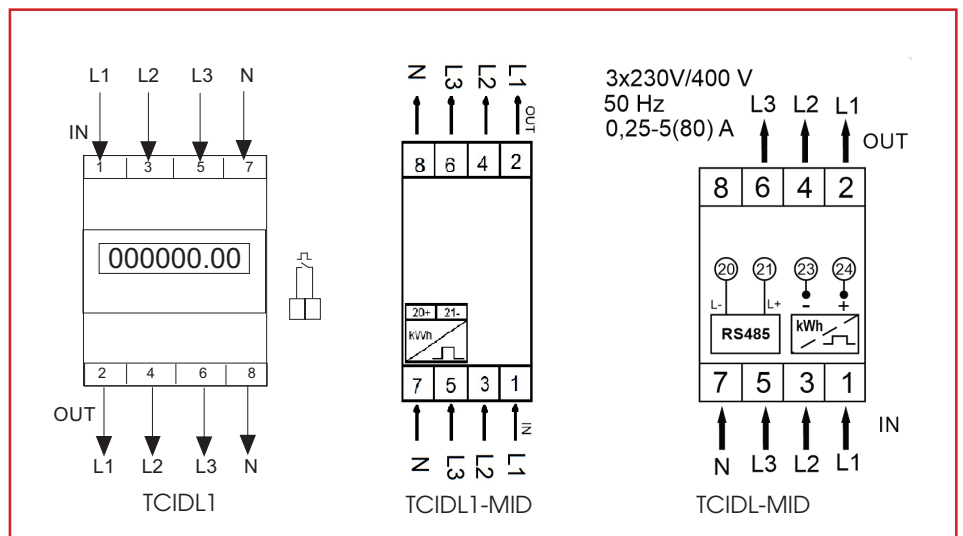 L1 L2 L3 N
IN
1 3 5 7
000000.00
2 4 6 8
OUT
L1 L2 L3 N
TCIDL1
N L3 L2 L1
OUT
8 6 4 2
20+ 21-
kWh
7 5 3 1
IN
N L3 L2 L1
TCIDL1-MID
3x230V/400 V
50 Hz
0,25-5(80) A
L3 L2 L1
OUT
8 6 4 2
20 21 23 24
L- L+ - +
RS485 kWh
7 5 3 1
IN
N L3 L2 L1
TCIDL-MID